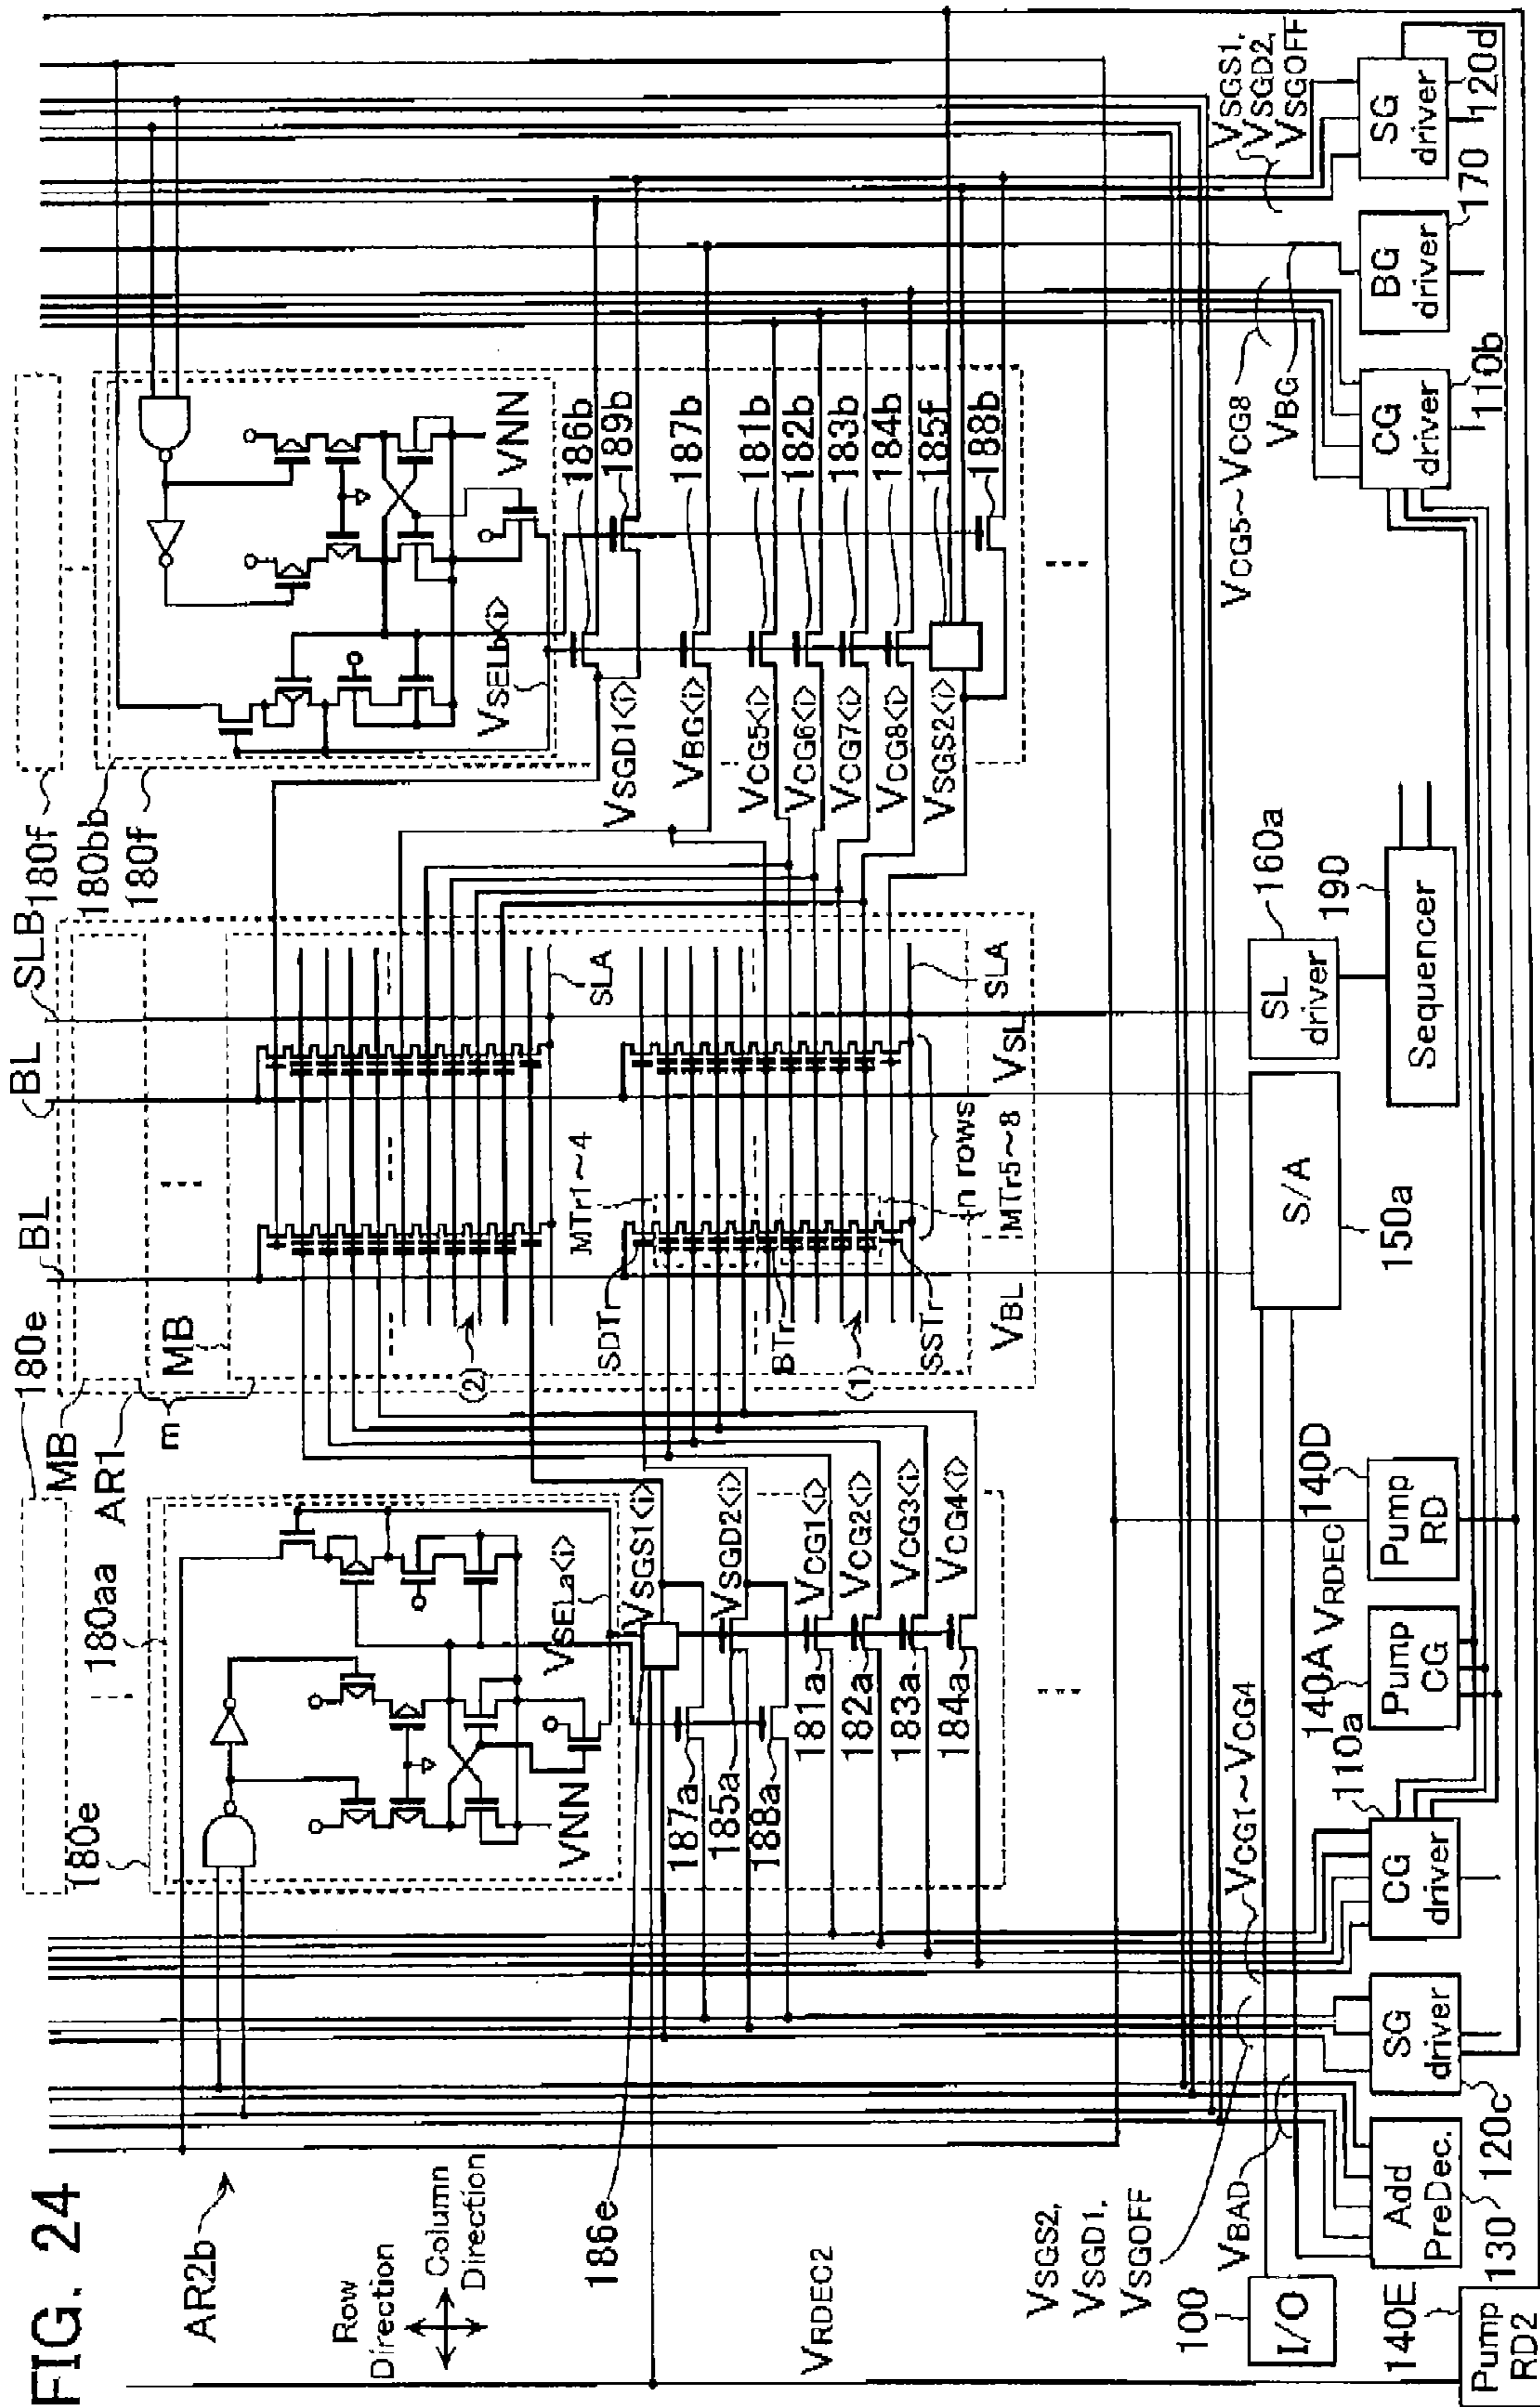 FIG. 24
AR2b
Row
Direction
Column
Direction
186e
VRDEC2
VSGS2,
VSGD1,
VSGOFF
VBAD
100
I/O
140E
Pump
RD2
130
Add
PreDec.
120c
SG
driver
VCG1~VCG4
110a
CG
driver
140A
Pump
CG
VRDEC
140D
Pump
RD
180e
180e
180aa
VNN
VSELa<i>
VSGS1<i>
VSGD2<i>
VCG1<i>
VCG2<i>
VCG3<i>
VCG4<i>
187a
185a
188a
181a
182a
183a
184a
MB
AR1
m
MB
BL
BL
SLB
(2)
SLA
MTr1~4
SDTr
BTr
(1)
SSTr
n rows
MTr5~8
SLA
VBL
VSL
150a
S/A
160a
SL
driver
190
Sequencer
180f
180bb
180f
VNN
VSELb<i>
186b
189b
187b
181b
182b
183b
184b
185f
188b
VSGD1<i>
VBG<i>
VCG5<i>
VCG6<i>
VCG7<i>
VCG8<i>
VSGS2<i>
VCG5~VCG8
VBG
VSGS1,
VSGD2,
VSGOFF
110b
CG
driver
170
BG
driver
120d
SG
driver